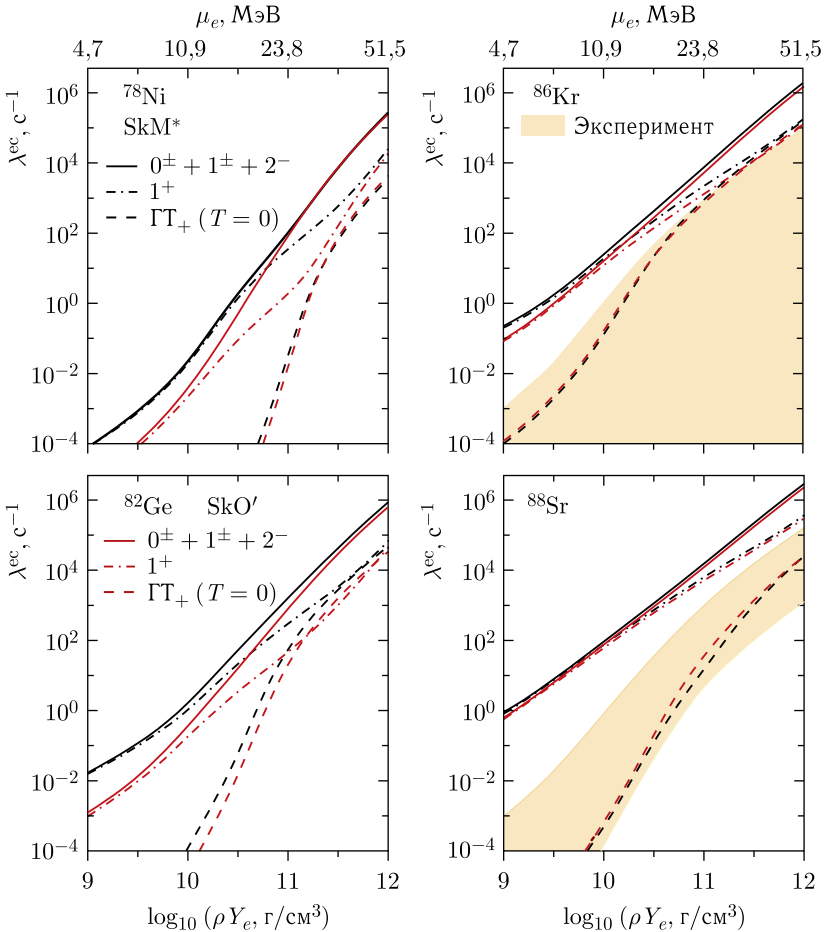 μₑ, МэВ
4,7 10,9 23,8 51,5
10⁶
10⁴
10²
10⁰
10⁻²
10⁻⁴
λᵉᶜ, с⁻¹
⁷⁸Ni
SkM*
0± + 1± + 2⁻
1⁺
ГТ₊ (T = 0)
μₑ, МэВ
4,7 10,9 23,8 51,5
10⁶
10⁴
10²
10⁰
10⁻²
10⁻⁴
λᵉᶜ, с⁻¹
⁸⁶Kr
Эксперимент
10⁶
10⁴
10²
10⁰
10⁻²
10⁻⁴
λᵉᶜ, с⁻¹
⁸²Ge SkO′
0± + 1± + 2⁻
1⁺
ГТ₊ (T = 0)
9 10 11 12
log₁₀ (ρYₑ, г/см³)
10⁶
10⁴
10²
10⁰
10⁻²
10⁻⁴
λᵉᶜ, с⁻¹
⁸⁸Sr
9 10 11 12
log₁₀ (ρYₑ, г/см³)